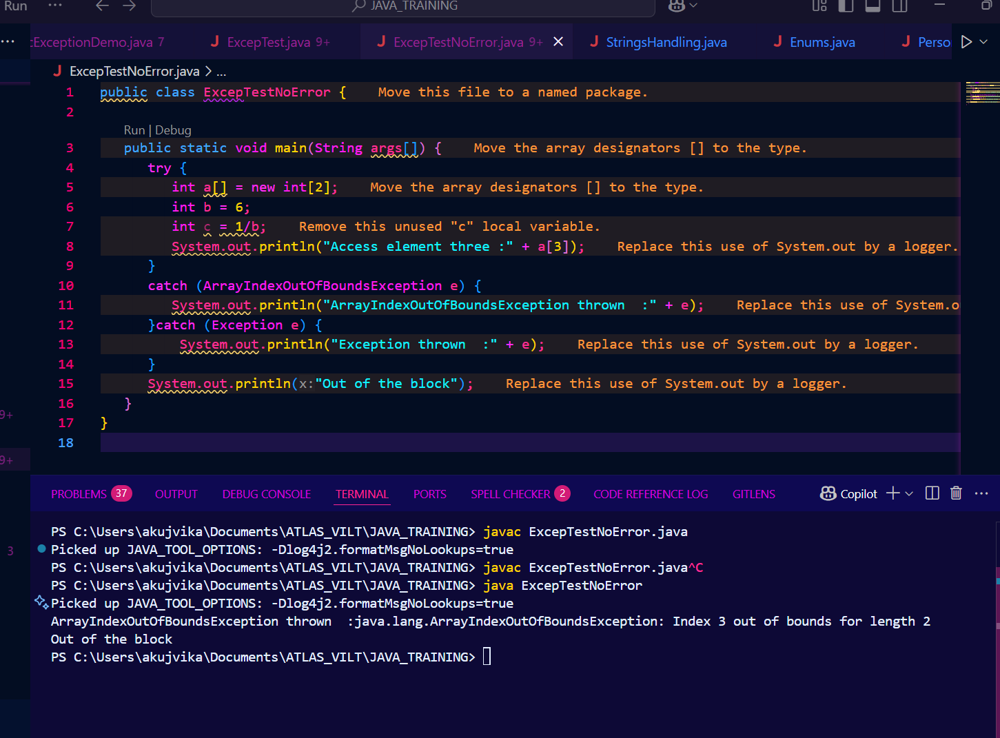 Run ··· JAVA_TRAINING
··· cExceptionDemo.java 7 J ExcepTest.java 9+ J ExcepTestNoError.java 9+ J StringsHandling.java J Enums.java J Perso
J ExcepTestNoError.java > ...
1 public class ExcepTestNoError { Move this file to a named package.
2
Run | Debug
3 public static void main(String args[]) { Move the array designators [] to the type.
4 try {
5 int a[] = new int[2]; Move the array designators [] to the type.
6 int b = 6;
7 int c = 1/b; Remove this unused "c" local variable.
8 System.out.println("Access element three :" + a[3]); Replace this use of System.out by a logger.
9 }
10 catch (ArrayIndexOutOfBoundsException e) {
11 System.out.println("ArrayIndexOutOfBoundsException thrown  :" + e); Replace this use of System.o
12 }catch (Exception e) {
13 System.out.println("Exception thrown  :" + e); Replace this use of System.out by a logger.
14 }
15 System.out.println(x:"Out of the block"); Replace this use of System.out by a logger.
16 }
17 }
18
9+
9+
3
PROBLEMS 37 OUTPUT DEBUG CONSOLE TERMINAL PORTS SPELL CHECKER 2 CODE REFERENCE LOG GITLENS Copilot ···
PS C:\Users\akujvika\Documents\ATLAS_VILT\JAVA_TRAINING> javac ExcepTestNoError.java
Picked up JAVA_TOOL_OPTIONS: -Dlog4j2.formatMsgNoLookups=true
PS C:\Users\akujvika\Documents\ATLAS_VILT\JAVA_TRAINING> javac ExcepTestNoError.java^C
PS C:\Users\akujvika\Documents\ATLAS_VILT\JAVA_TRAINING> java ExcepTestNoError
Picked up JAVA_TOOL_OPTIONS: -Dlog4j2.formatMsgNoLookups=true
ArrayIndexOutOfBoundsException thrown  :java.lang.ArrayIndexOutOfBoundsException: Index 3 out of bounds for length 2
Out of the block
PS C:\Users\akujvika\Documents\ATLAS_VILT\JAVA_TRAINING>